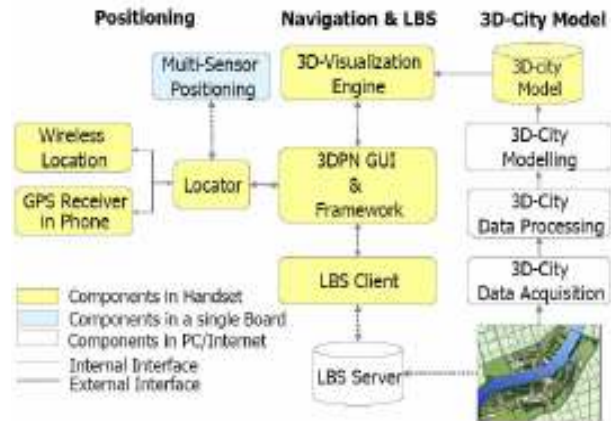 Positioning
Navigation & LBS
3D-City Model
Multi-Sensor
Positioning
3D-Visualization
Engine
3D-city
Model
Wireless
Location
GPS Receiver
in Phone
Locator
3DPN GUI
&
Framework
3D-City
Modelling
3D-City
Data Processing
LBS Client
3D-City
Data Acquisition
LBS Server
Components in Handset
Components in a single Board
Components in PC/Internet
Internal Interface
External Interface